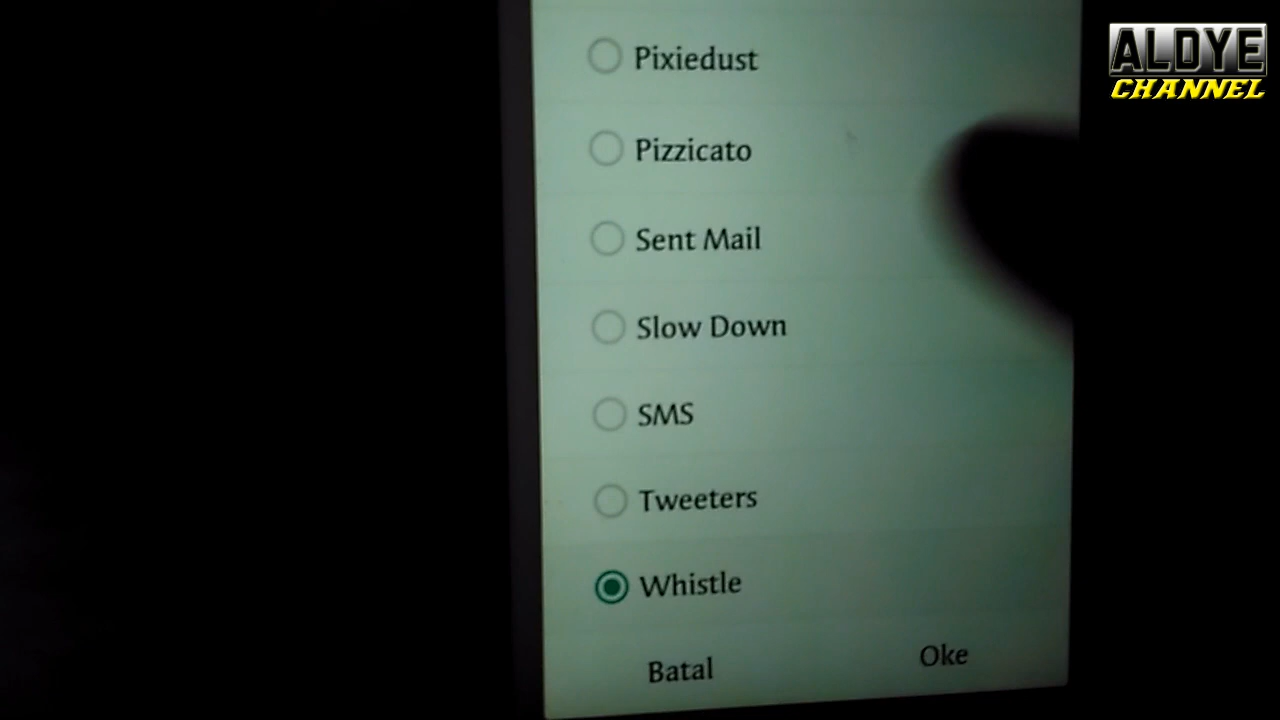 ALDYE
CHANNEL
Pixiedust
Pizzicato
Sent Mail
Slow Down
SMS
Tweeters
Whistle
Batal
Oke